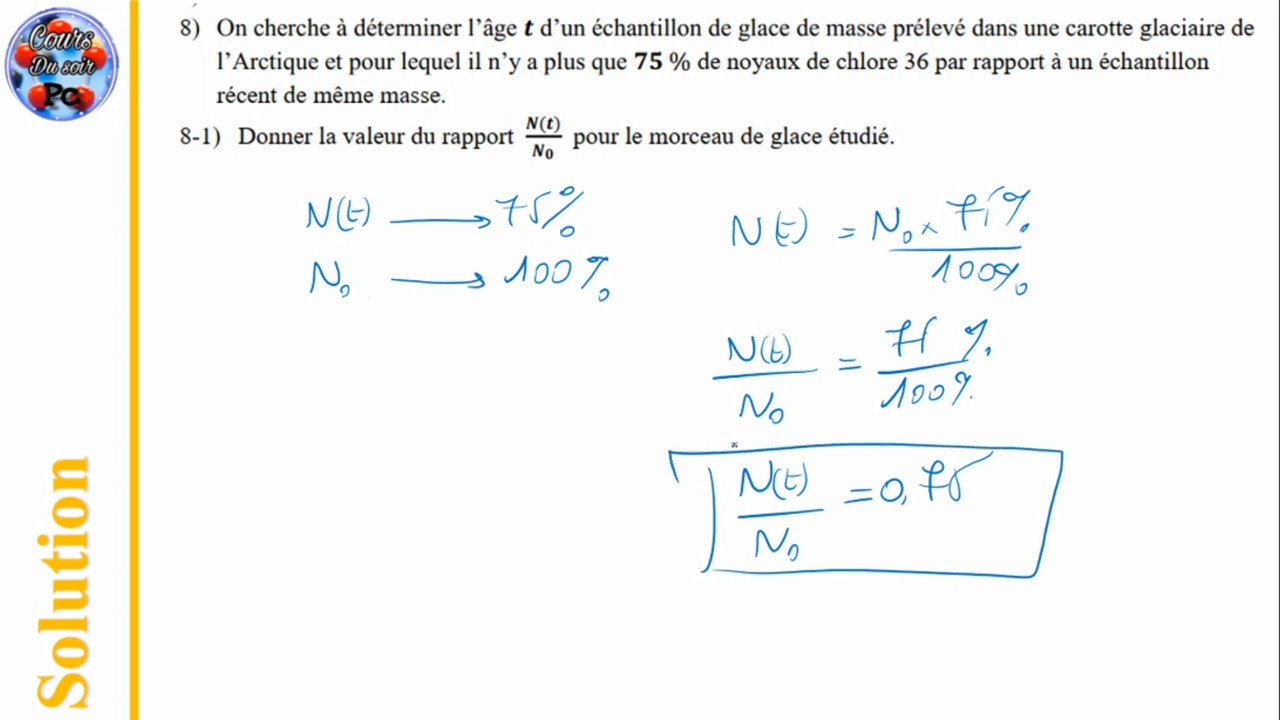 Cours
Du soir
PC
8) On cherche à déterminer l'âge t d'un échantillon de glace de masse prélevé dans une carotte glaciaire de
l'Arctique et pour lequel il n'y a plus que 75 % de noyaux de chlore 36 par rapport à un échantillon
récent de même masse.
8-1) Donner la valeur du rapport N(t)/N₀ pour le morceau de glace étudié.
N(t) → 75%
N₀ → 100%
N(t) = N₀ × 75% / 100%
N(t)/N₀ = 75 % / 100%
N(t)/N₀ = 0,75
Solution